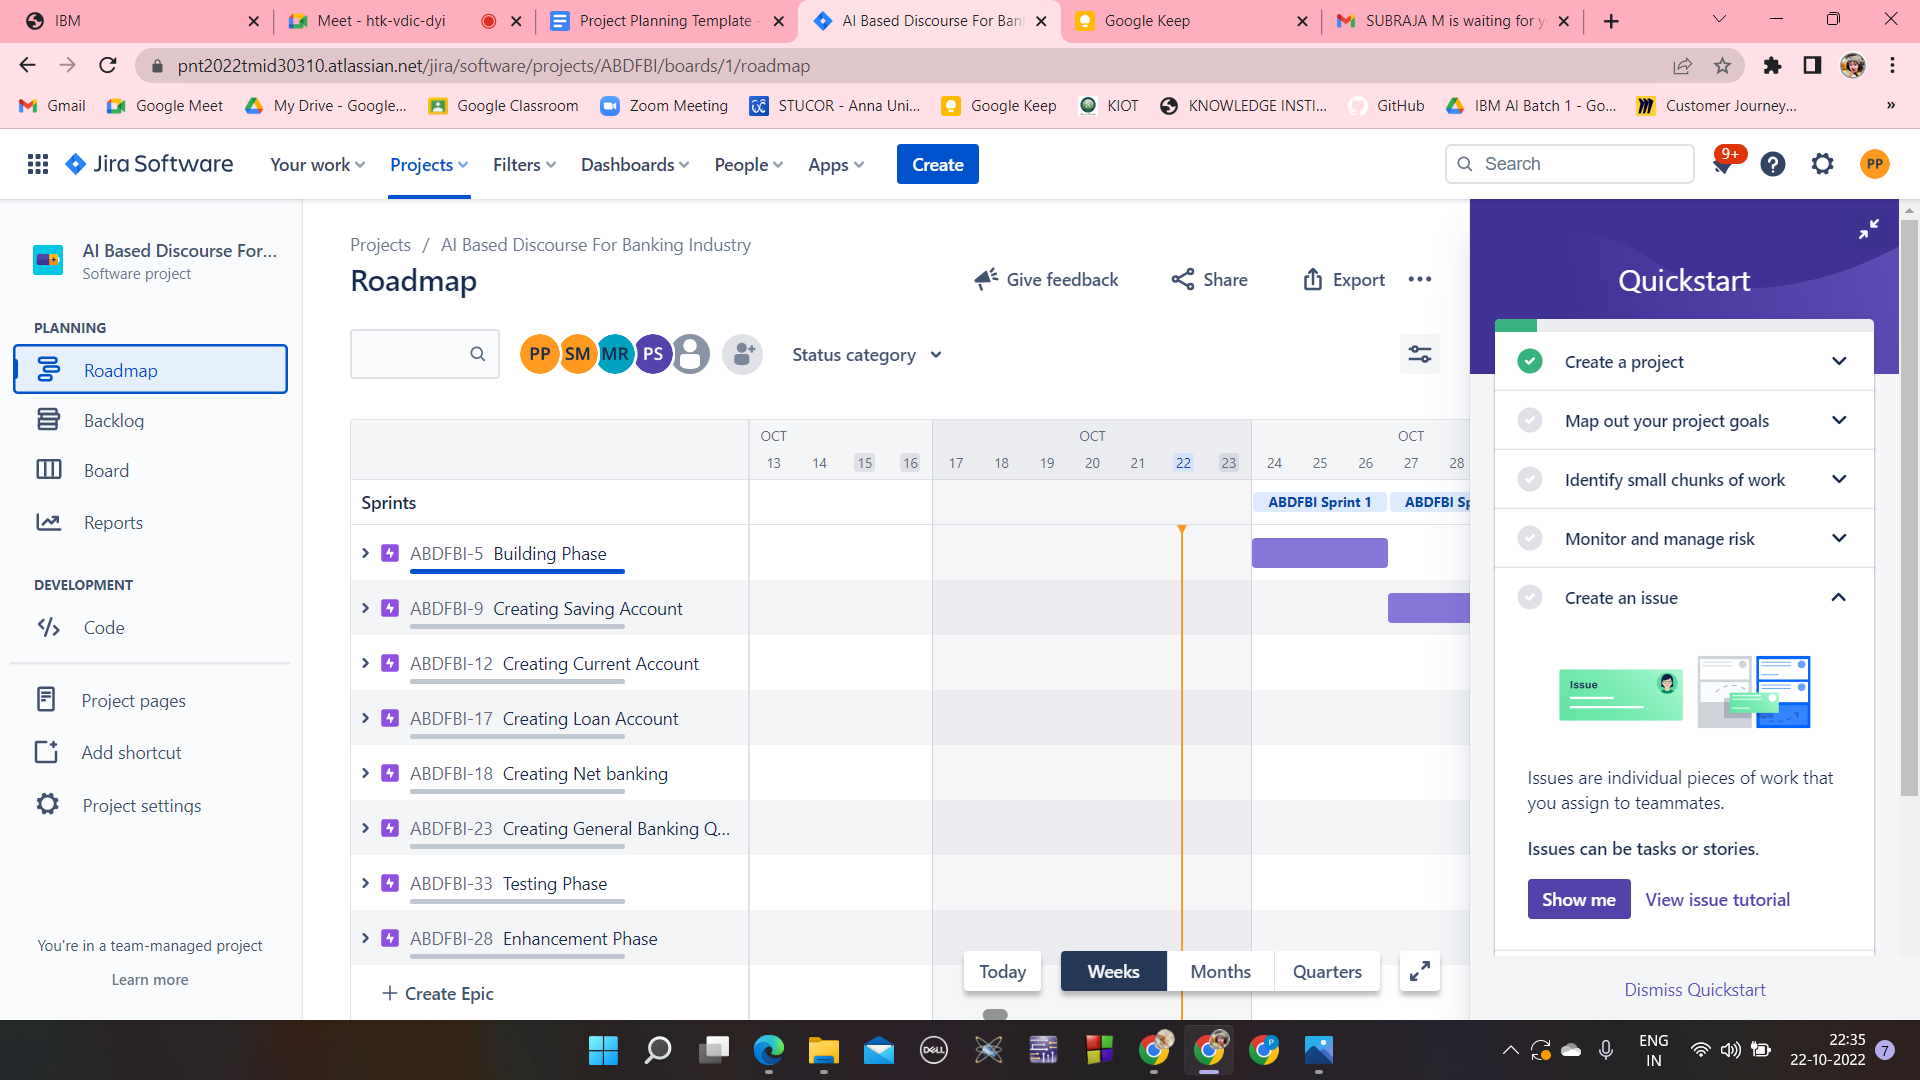 IBM
Meet - htk-vdic-dyi
Project Planning Template -
AI Based Discourse For Ban
Google Keep
SUBRAJA M is waiting for y
pnt2022tmid30310.atlassian.net/jira/software/projects/ABDFBI/boards/1/roadmap
Gmail
Google Meet
My Drive - Google...
Google Classroom
Zoom Meeting
STUCOR - Anna Uni...
Google Keep
KIOT
KNOWLEDGE INSTI...
GitHub
IBM AI Batch 1 - Go...
Customer Journey...
»
Jira Software
Your work
Projects
Filters
Dashboards
People
Apps
Create
Search
9+
PP
AI Based Discourse For...
Software project
PLANNING
Roadmap
Backlog
Board
Reports
DEVELOPMENT
Code
Project pages
Add shortcut
Project settings
You're in a team-managed project
Learn more
Projects / AI Based Discourse For Banking Industry
Roadmap
Give feedback
Share
Export
PP SM MR PS
Status category
OCT OCT OCT
13 14 15 16 17 18 19 20 21 22 23 24 25 26 27 28
Sprints
ABDFBI Sprint 1
ABDFBI Sp
ABDFBI-5 Building Phase
ABDFBI-9 Creating Saving Account
ABDFBI-12 Creating Current Account
ABDFBI-17 Creating Loan Account
ABDFBI-18 Creating Net banking
ABDFBI-23 Creating General Banking Q...
ABDFBI-33 Testing Phase
ABDFBI-28 Enhancement Phase
+ Create Epic
Today
Weeks
Months
Quarters
Quickstart
Create a project
Map out your project goals
Identify small chunks of work
Monitor and manage risk
Create an issue
Issue
Issues are individual pieces of work that
you assign to teammates.
Issues can be tasks or stories.
Show me
View issue tutorial
Dismiss Quickstart
DELL
P
ENG
IN
22:35
22-10-2022
7